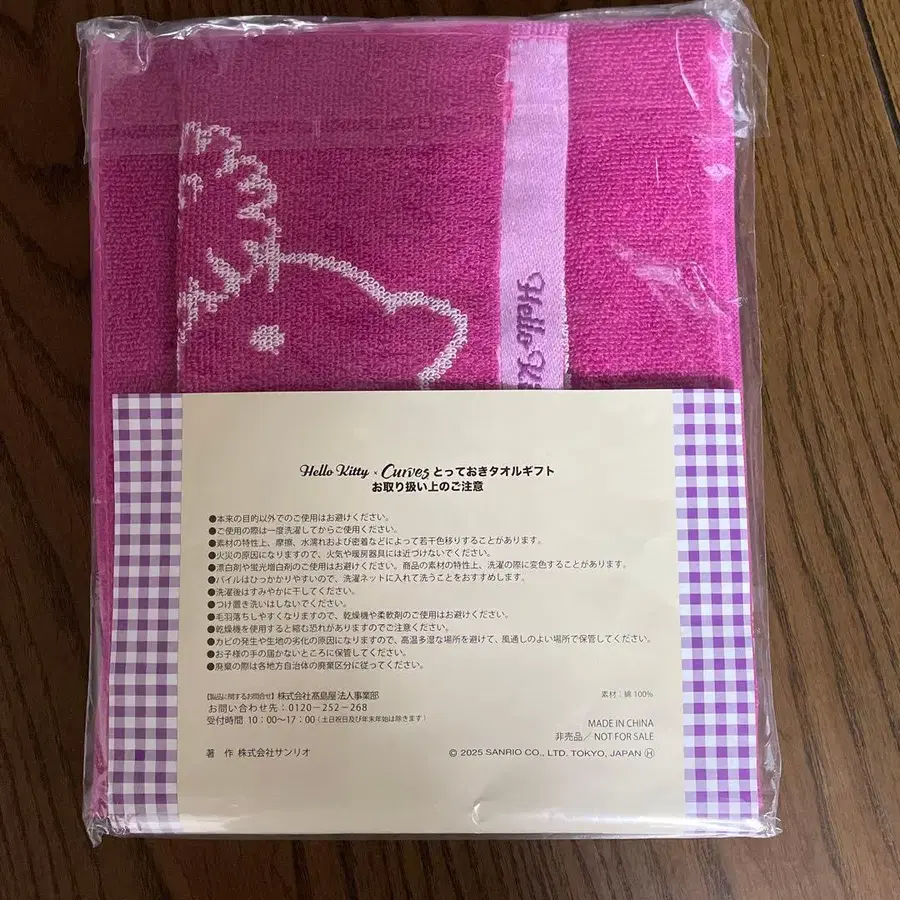 Hello K
Hello Kitty × Curves とっておきタオルギフト
お取り扱い上のご注意
●本来の目的以外でのご使用はお避けください。
●ご使用の際は一度洗濯してからご使用ください。
●素材の特性上、摩擦、水濡れおよび密着などによって若干色移りすることがあります。
●火災の原因になりますので、火気や暖房器具には近づけないでください。
●漂白剤や蛍光増白剤のご使用はお避けください。商品の素材の特性上、洗濯の際に変色することがあります。
●パイルはひっかかりやすいので、洗濯ネットに入れて洗うことをおすすめします。
●洗濯後はすみやかに干してください。
●つけ置き洗いはしないでください。
●毛羽落ちしやすくなりますので、乾燥機や柔軟剤のご使用はお避けください。
●乾燥機を使用すると縮む恐れがありますのでご注意ください。
●カビの発生や生地の劣化の原因になりますので、高温多湿な場所を避けて、風通しのよい場所で保管してください。
●お子様の手の届かないところに保管してください。
●廃棄の際は各地方自治体の廃棄区分に従ってください。
【製品に関するお問合せ】株式会社髙島屋 法人事業部
素材：綿 100%
お問い合わせ先：0120-252-268
受付時間 10：00〜17：00（土日祝日及び年末年始は除きます）
MADE IN CHINA
非売品／NOT FOR SALE
著 作 株式会社サンリオ
© 2025 SANRIO CO., LTD. TOKYO, JAPAN Ⓗ